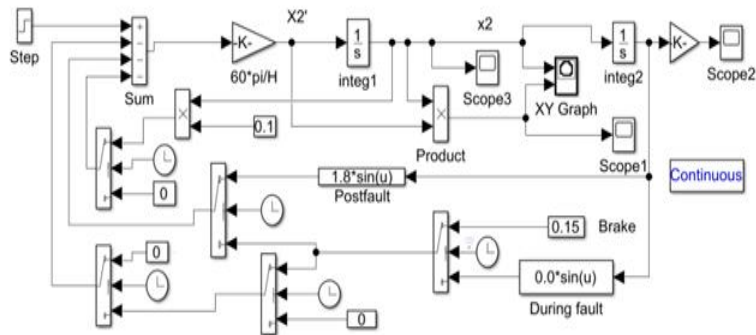 X2' x2
1
s
1
s
-K- K-
Step 60*pi/H integ1 integ2 Scope2
Sum Scope3 XY Graph
0.1
Product Scope1
0
1.8*sin(u)
Postfault
Continuous
0.15 Brake
0
0.0*sin(u)
During fault
0